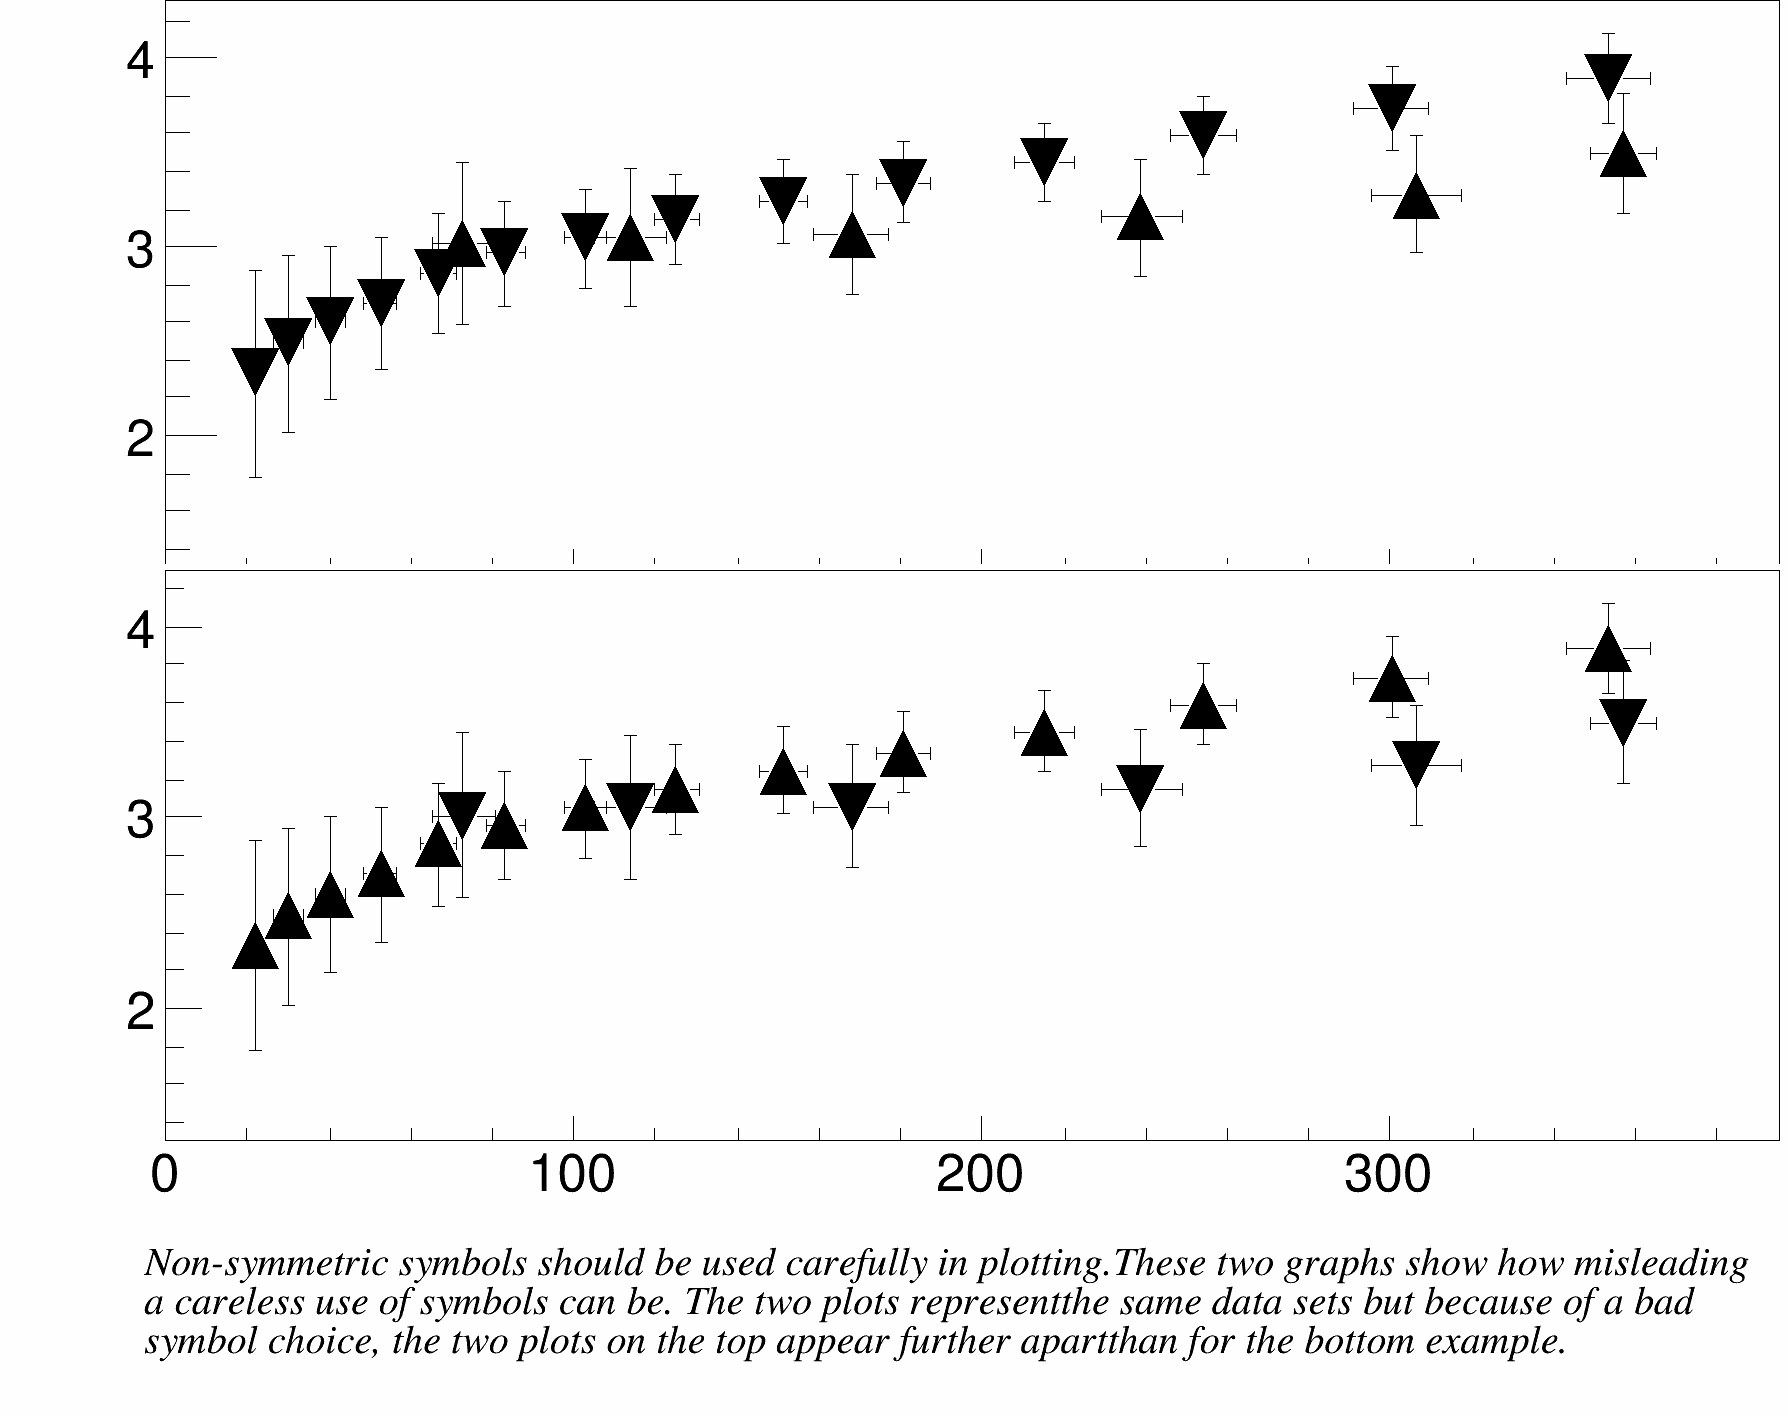 4
3
2
4
3
2
0 100 200 300
Non-symmetric symbols should be used carefully in plotting.These two graphs show how misleading
a careless use of symbols can be. The two plots representthe same data sets but because of a bad
symbol choice, the two plots on the top appear further apartthan for the bottom example.